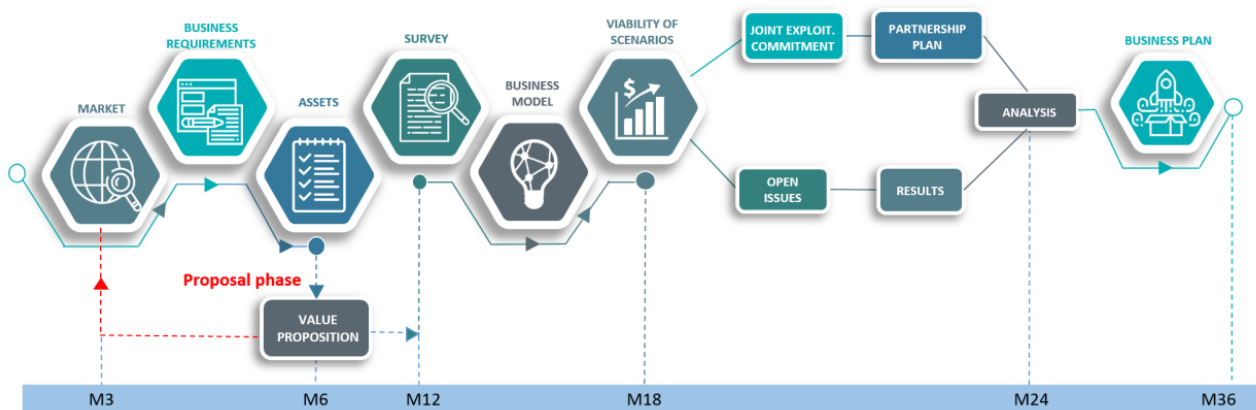 MARKET
BUSINESS
REQUIREMENTS
ASSETS
SURVEY
BUSINESS
MODEL
VIABILITY OF
SCENARIOS
$
JOINT EXPLOIT.
COMMITMENT
PARTNERSHIP
PLAN
OPEN
ISSUES
RESULTS
ANALYSIS
BUSINESS PLAN
Proposal phase
VALUE
PROPOSITION
M3
M6
M12
M18
M24
M36